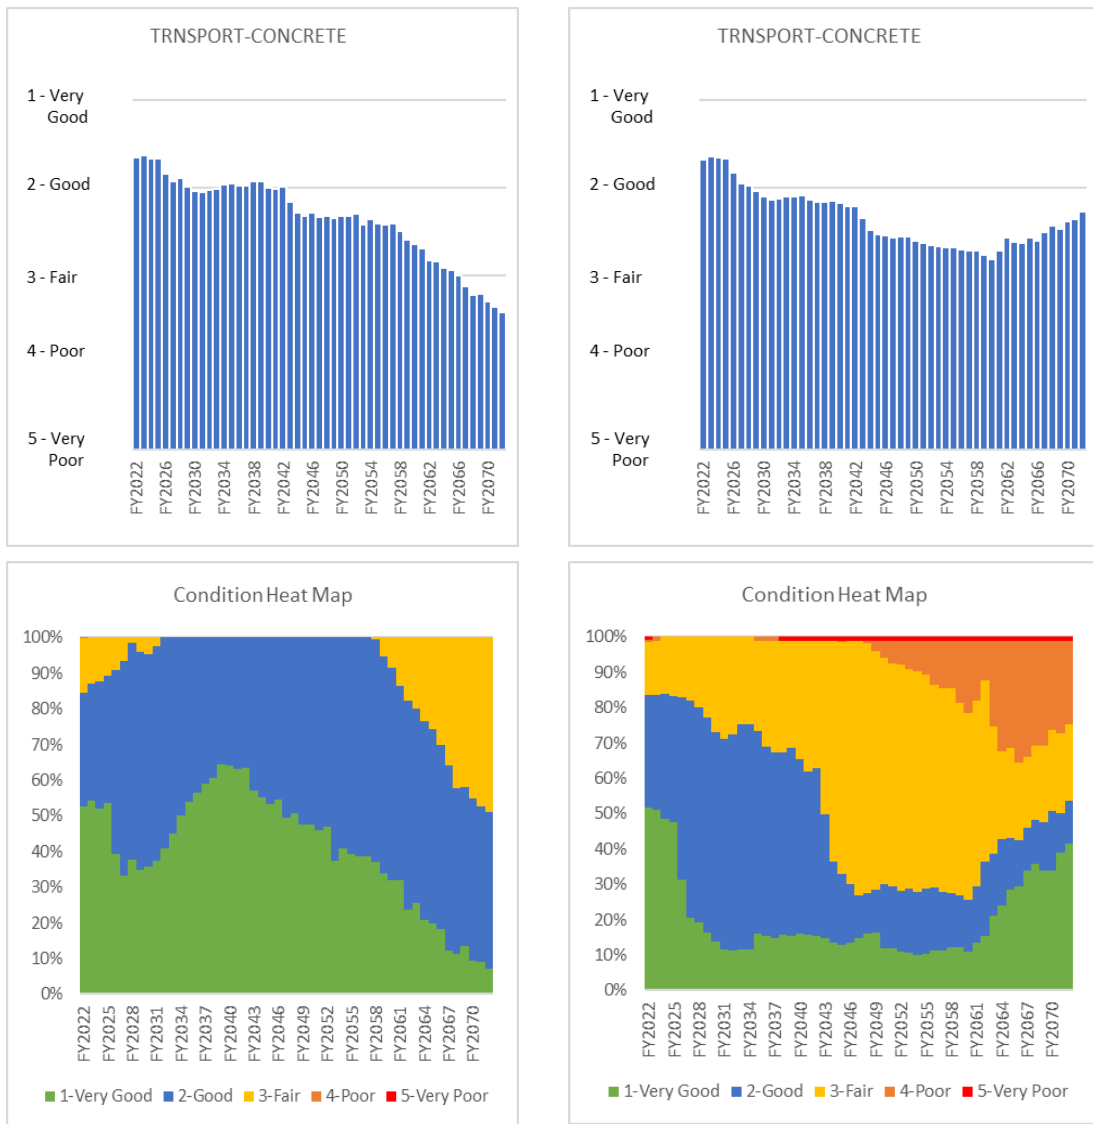 TRNSPORT-CONCRETE
1 - Very
Good
2 - Good
3 - Fair
4 - Poor
5 - Very
Poor
FY2022
FY2026
FY2030
FY2034
FY2038
FY2042
FY2046
FY2050
FY2054
FY2058
FY2062
FY2066
FY2070
TRNSPORT-CONCRETE
1 - Very
Good
2 - Good
3 - Fair
4 - Poor
5 - Very
Poor
FY2022
FY2026
FY2030
FY2034
FY2038
FY2042
FY2046
FY2050
FY2054
FY2058
FY2062
FY2066
FY2070
Condition Heat Map
100%
90%
80%
70%
60%
50%
40%
30%
20%
10%
0%
FY2022
FY2025
FY2028
FY2031
FY2034
FY2037
FY2040
FY2043
FY2046
FY2049
FY2052
FY2055
FY2058
FY2061
FY2064
FY2067
FY2070
1-Very Good 2-Good 3-Fair 4-Poor 5-Very Poor
Condition Heat Map
100%
90%
80%
70%
60%
50%
40%
30%
20%
10%
0%
FY2022
FY2025
FY2028
FY2031
FY2034
FY2037
FY2040
FY2043
FY2046
FY2049
FY2052
FY2055
FY2058
FY2061
FY2064
FY2067
FY2070
1-Very Good 2-Good 3-Fair 4-Poor 5-Very Poor